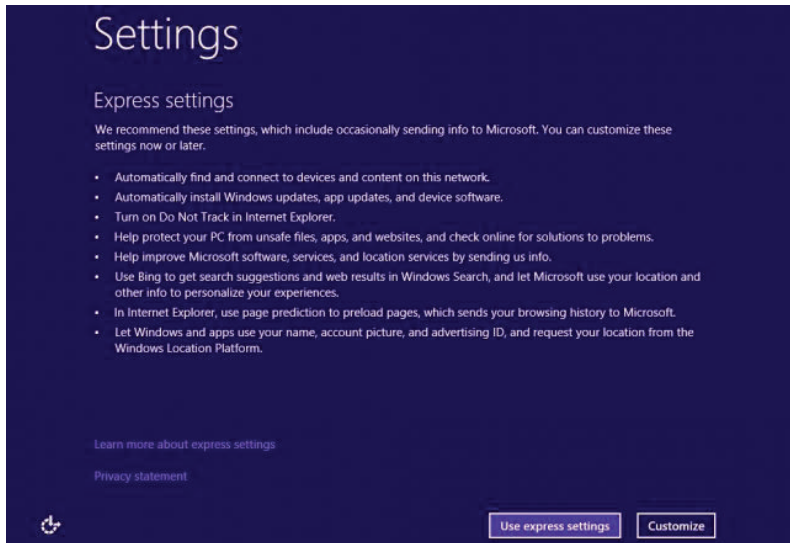 Settings
Express settings
We recommend these settings, which include occasionally sending info to Microsoft. You can customize these
settings now or later.
• Automatically find and connect to devices and content on this network.
• Automatically install Windows updates, app updates, and device software.
• Turn on Do Not Track in Internet Explorer.
• Help protect your PC from unsafe files, apps, and websites, and check online for solutions to problems.
• Help improve Microsoft software, services, and location services by sending us info.
• Use Bing to get search suggestions and web results in Windows Search, and let Microsoft use your location and
other info to personalize your experiences.
• In Internet Explorer, use page prediction to preload pages, which sends your browsing history to Microsoft.
• Let Windows and apps use your name, account picture, and advertising ID, and request your location from the
Windows Location Platform.
Learn more about express settings
Privacy statement
Use express settings Customize